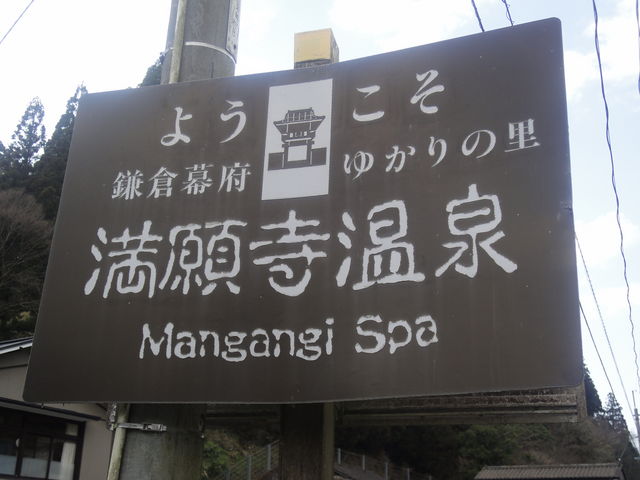 ようこそ
鎌倉幕府ゆかりの里
満願寺温泉
Mangangi Spa